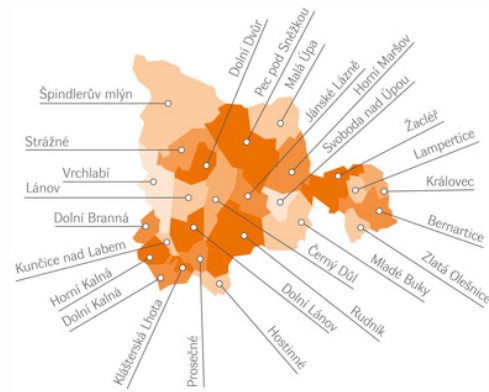 Špindlerův mlýn
Strážné
Vrchlabí
Lánov
Dolní Branná
Kunčice nad Labem
Horní Kalná
Dolní Kalná
Klášterská Lhota
Prosečné
Hostinné
Dolní Lánov
Rudník
Černý Důl
Mladé Buky
Zlatá Olešnice
Bernartice
Královec
Lampertice
Žacléř
Svoboda nad Úpou
Horní Maršov
Jánské Lázně
Malá Úpa
Pec pod Sněžkou
Dolní Dvůr